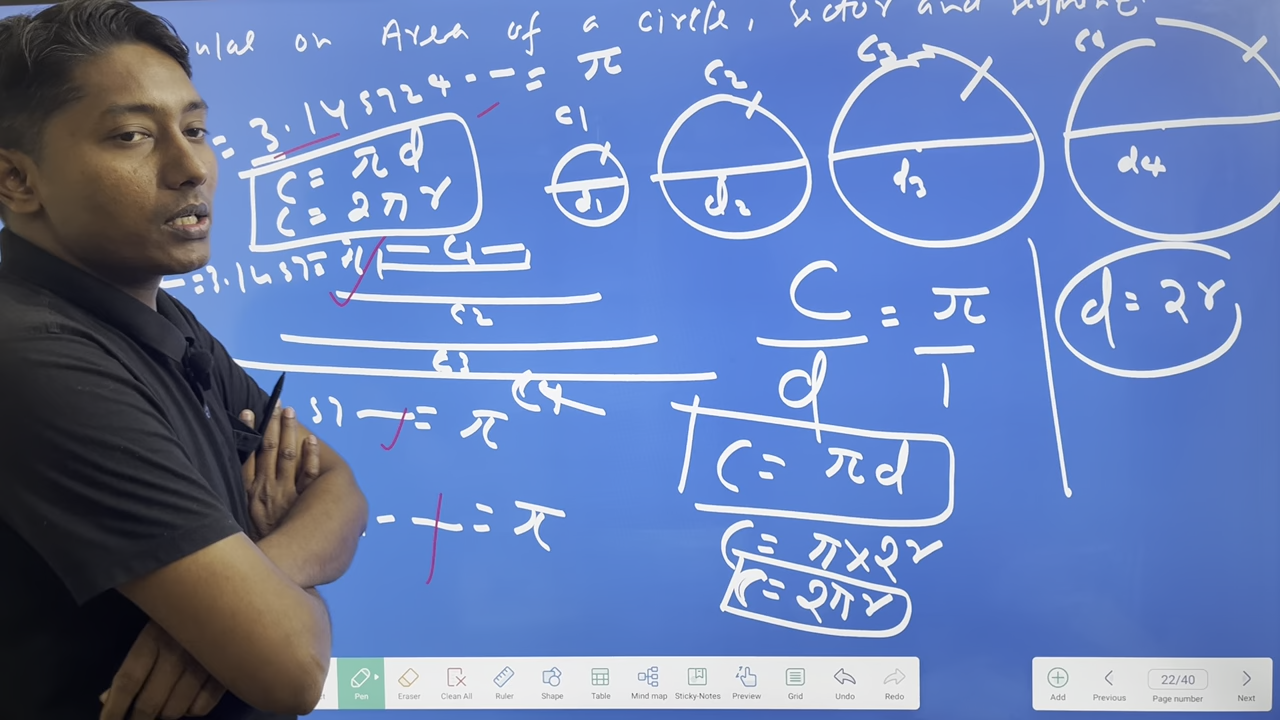 on Area of a circle, sector and segment
= 3.1415924... = π
C = πd
C = 2πr
C1
C2
C3
C4
d1
d2
d3
d4
C1
C2
C3
C4
= π
= π
C/d = π/1
d = 2r
C = πd
C = π×2r
C = 2πr
Pen
Eraser
Clean All
Ruler
Shape
Table
Mind map
Sticky-Notes
Preview
Grid
Undo
Redo
Add
Previous
22/40
Page number
Next